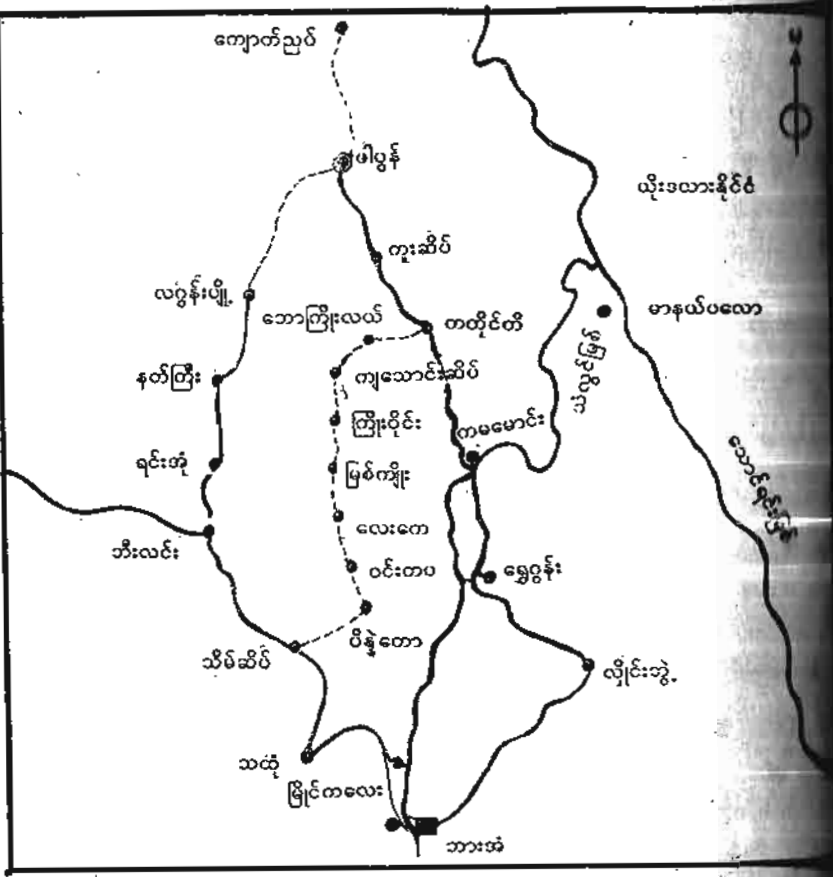 ကျောက်ညပ်
ဖါပွန်
ယိုးဒယားနိုင်ငံ
ကူးဆိပ်
လဂွန်းပျို့
ဘောကြိုးလယ်
ကတိုင်တိ
မာနယ်ပလော
နတ်ကြီး
ကျသောင်းဆိပ်
သံလွင်မြစ်
ကြိုးဝိုင်း
ကမမောင်း
ရင်းအုံ
မြစ်ကျိုး
သောင်ရင်းမြစ်
ဘီးလင်း
လေးကေ
ဝင်းတပ
ရွှေဂွန်း
ပိန္နဲတော
သိမ်ဆိပ်
လှိုင်းဘွဲ့
သထုံ
မြိုင်ကလေး
ဘားအံ